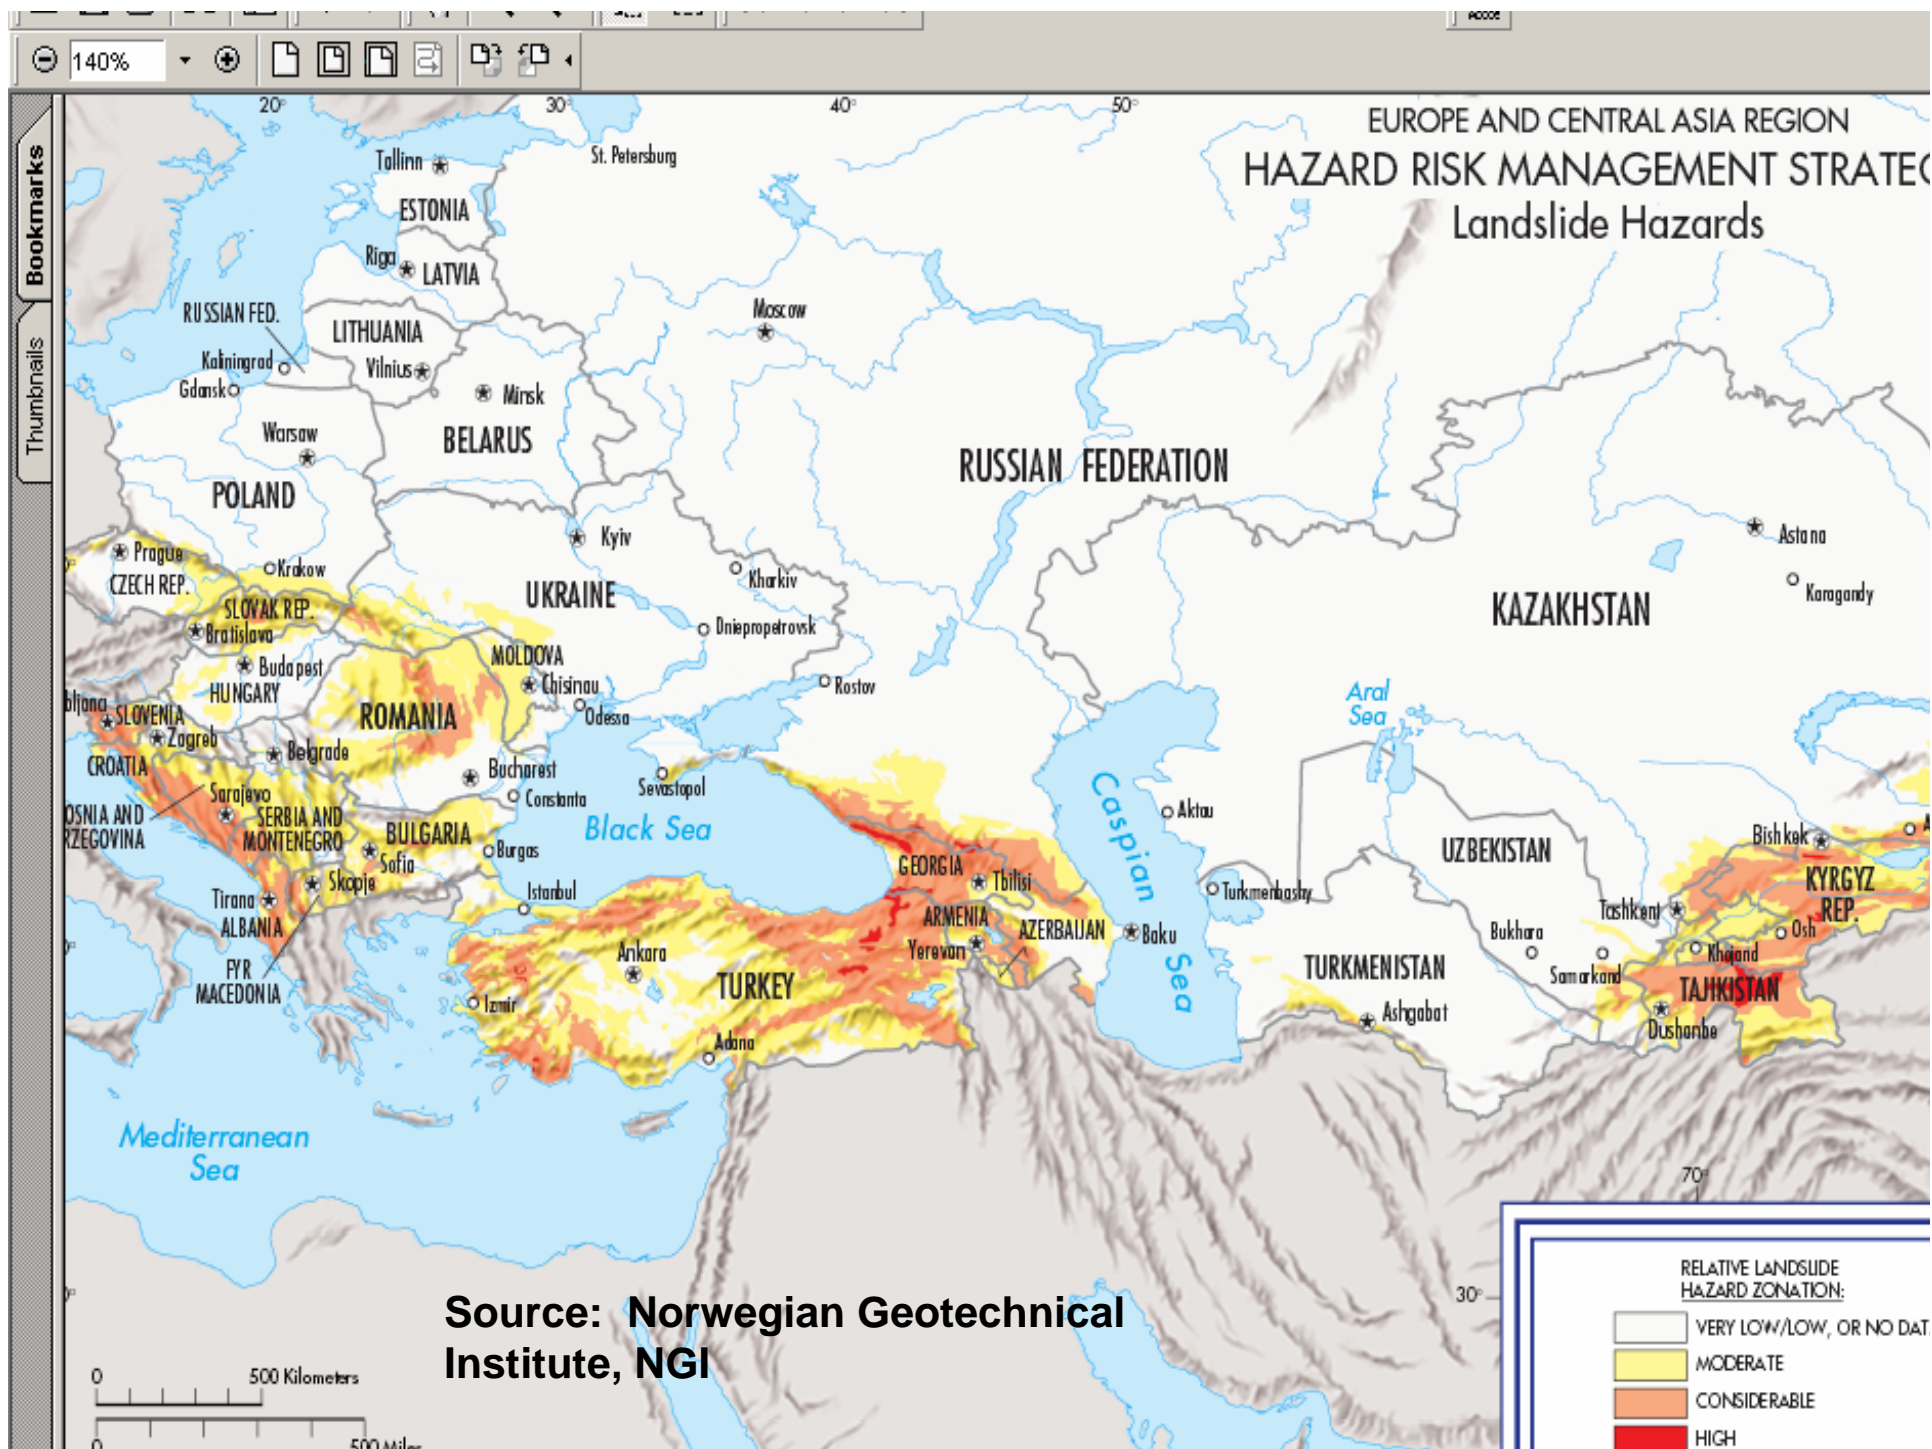 140%
Bookmarks
Thumbnails
20°
30°
40°
50°
EUROPE AND CENTRAL ASIA REGION
HAZARD RISK MANAGEMENT STRATEG
Landslide Hazards
Tallinn
St. Petersburg
ESTONIA
Riga
LATVIA
RUSSIAN FED.
LITHUANIA
Moscow
Kaliningrad
Vilnius
Gdansk
Minsk
Warsaw
BELARUS
RUSSIAN FEDERATION
POLAND
Kyiv
Astana
Prague
Krakow
Kharkiv
CZECH REP.
UKRAINE
Karagandy
SLOVAK REP.
KAZAKHSTAN
Bratislava
Dniepropetrovsk
MOLDOVA
Budapest
Chisinau
HUNGARY
Rostov
Aral
Sea
bljana
SLOVENIA
ROMANIA
Odessa
Zagreb
Belgrade
CROATIA
Bucharest
Sevastopol
Constanta
Sarajevo
Caspian Sea
Aktau
OSNIA AND
RZEGOVINA
SERBIA AND
MONTENEGRO
BULGARIA
Black Sea
Bishkek
UZBEKISTAN
Burgas
Sofia
GEORGIA
Tbilisi
KYRGYZ
REP.
Skopje
Istanbul
Turkmenbashy
Tirana
ALBANIA
ARMENIA
AZERBAIJAN
Baku
Tashkent
Bukhara
Osh
Ankara
Yerevan
Khojand
FYR
MACEDONIA
TURKEY
TURKMENISTAN
Samarkand
TAJIKISTAN
Izmir
Ashgabat
Dushanbe
Adana
Mediterranean
Sea
70°
30°
RELATIVE LANDSLIDE
HAZARD ZONATION:
VERY LOW/LOW, OR NO DAT
MODERATE
CONSIDERABLE
HIGH
Source: Norwegian Geotechnical
Institute, NGI
0 500 Kilometers
0 500 Miles